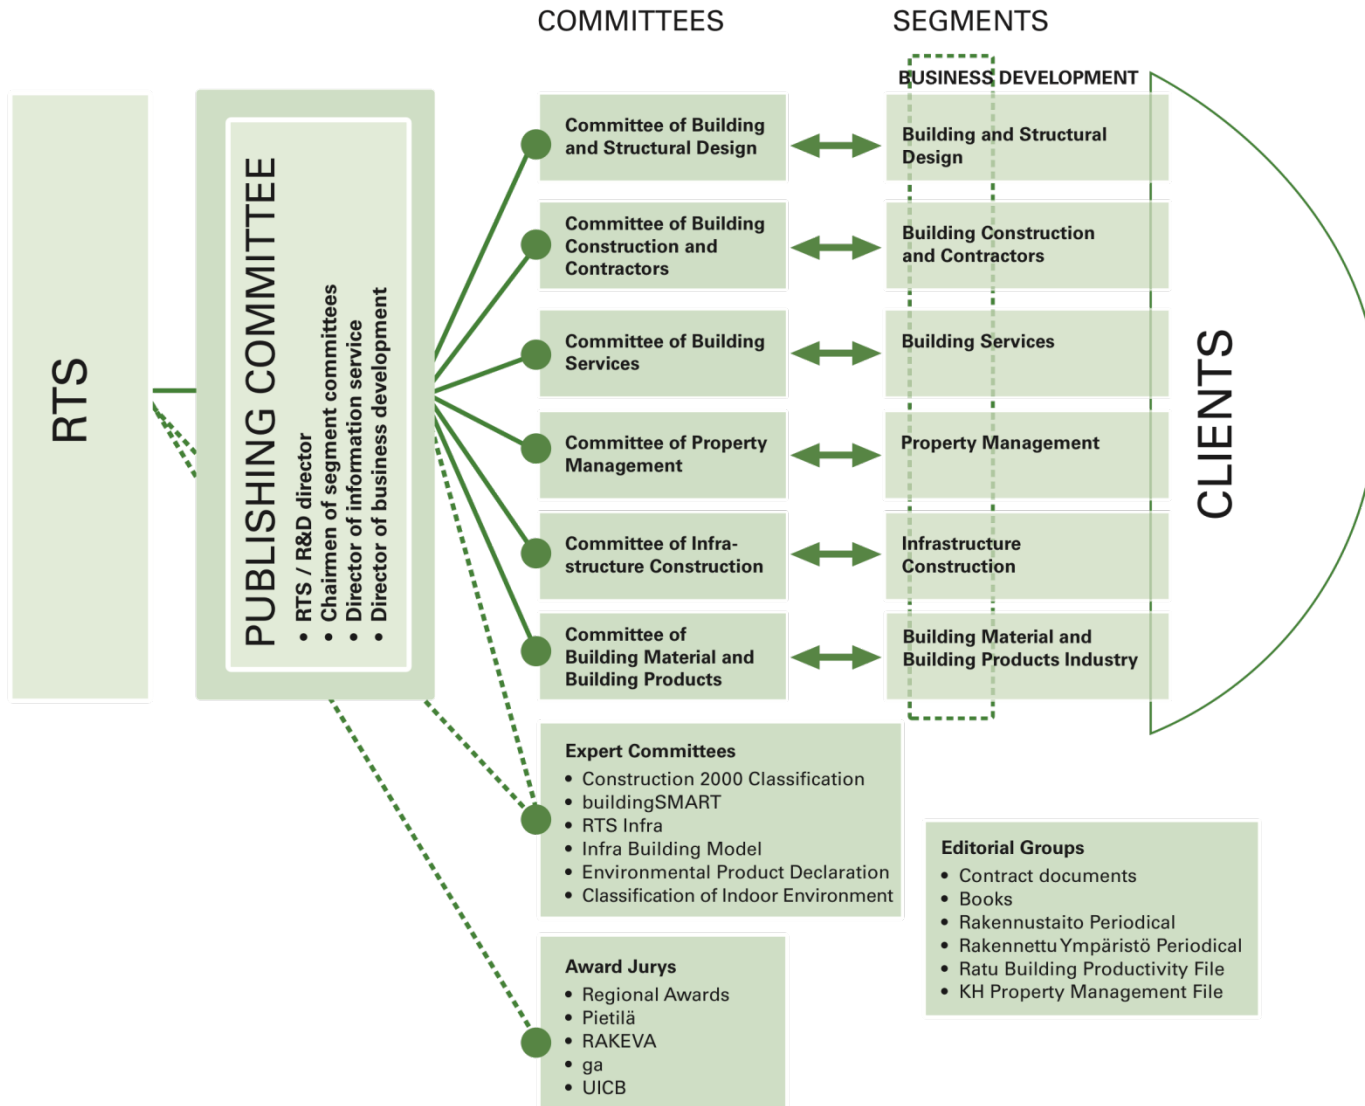 COMMITTEES
SEGMENTS
BUSINESS DEVELOPMENT
RTS
PUBLISHING COMMITTEE
• RTS / R&D director
• Chairmen of segment committees
• Director of information service
• Director of business development
Committee of Building
and Structural Design
Building and Structural
Design
Committee of Building
Construction and
Contractors
Building Construction
and Contractors
Committee of Building
Services
Building Services
Committee of Property
Management
Property Management
Committee of Infra-
structure Construction
Infrastructure
Construction
Committee of
Building Material and
Building Products
Building Material and
Building Products Industry
CLIENTS
Expert Committees
• Construction 2000 Classification
• buildingSMART
• RTS Infra
• Infra Building Model
• Environmental Product Declaration
• Classification of Indoor Environment
Editorial Groups
• Contract documents
• Books
• Rakennustaito Periodical
• Rakennettu Ympäristö Periodical
• Ratu Building Productivity File
• KH Property Management File
Award Jurys
• Regional Awards
• Pietilä
• RAKEVA
• ga
• UICB